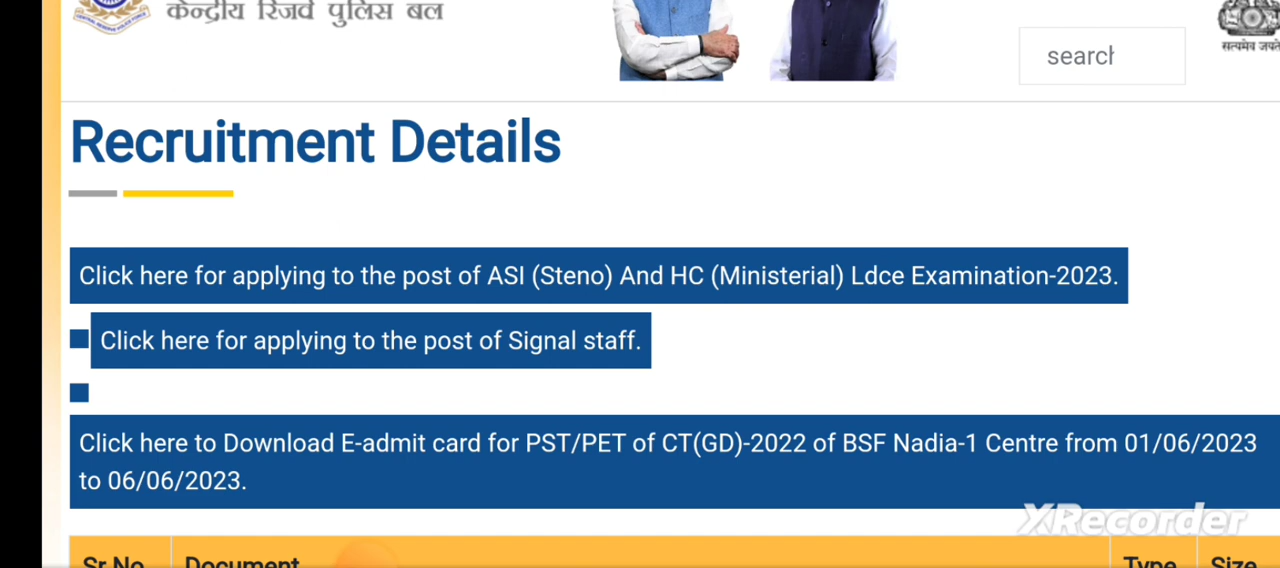 केन्द्रीय रिजर्व पुलिस बल
सत्यमेव जयते
search
Recruitment Details
Click here for applying to the post of ASI (Steno) And HC (Ministerial) Ldce Examination-2023.
Click here for applying to the post of Signal staff.
Click here to Download E-admit card for PST/PET of CT(GD)-2022 of BSF Nadia-1 Centre from 01/06/2023
to 06/06/2023.
XRecorder
Sr.No Document Type Size